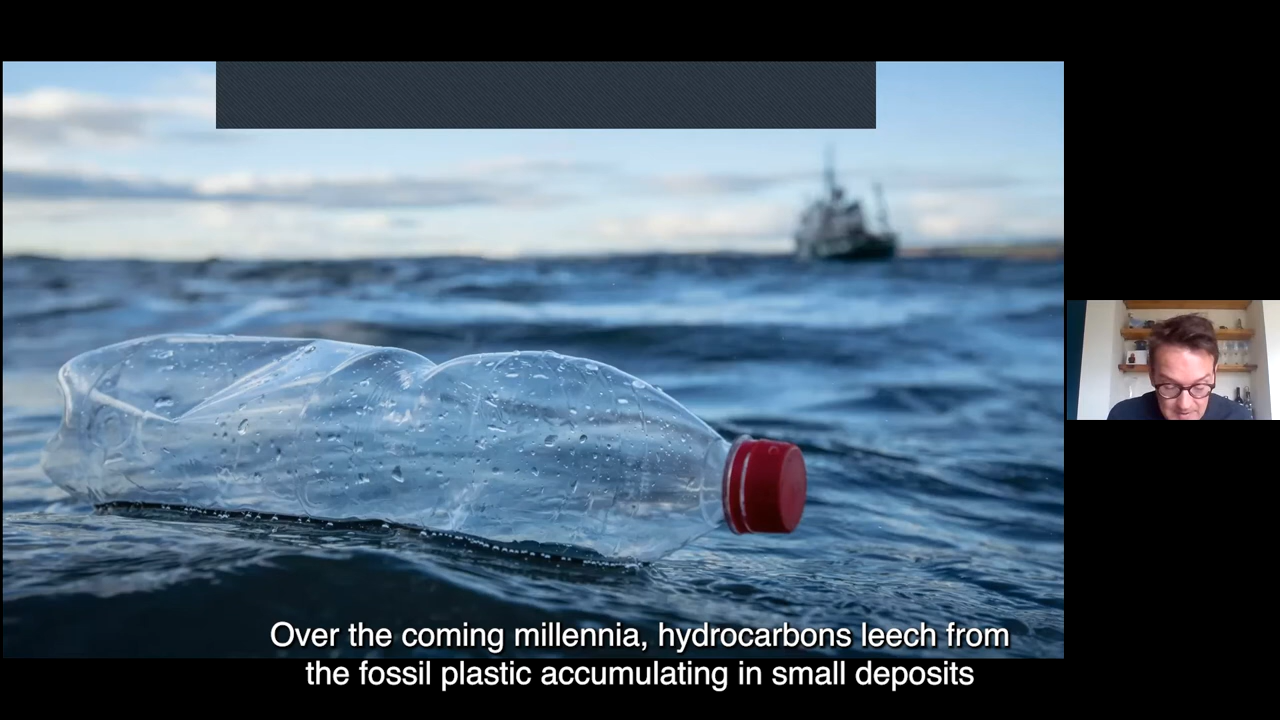 Over the coming millennia, hydrocarbons leech from
the fossil plastic accumulating in small deposits